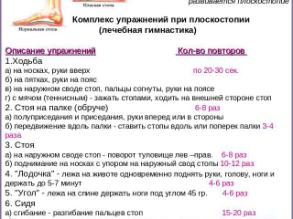 развивается плоскостопие
Нормальная стопа
Плоская стопа
Комплекс упражнений при плоскостопии
(лечебная гимнастика)
Описание упражнений Кол-во повторов
1.Ходьба
а) на носках, руки вверх по 20-30 сек.
б) на пятках, руки на пояс
в) на наружном своде стоп, пальцы согнуты, руки на поясе
г) с мячом (теннисным) - зажать стопами, ходить на внешней стороне стоп
2. Стоя на палке (обруче) 6-8 раз
а) полуприседания и приседания, руки вперед или в стороны
б) передвижение вдоль палки - ставить стопы вдоль или поперек палки 3-4
раза
3. Стоя
а) на наружном своде стоп - поворот туловище лев –прав. 6-8 раз
б) поднимание на носках с упором на наружный свод стопы - 10-12 раз
4. "Лодочка" - лежа на животе одновременно поднять руки, голову, ноги и
держать до 5-7 минут 4-6 раз
5. "Угол" - лежа на спине держать ноги под углом 45 гр. 4-6 раз.
6. Сидя
а) сгибание - разгибание пальцев стоп 15-20 раз